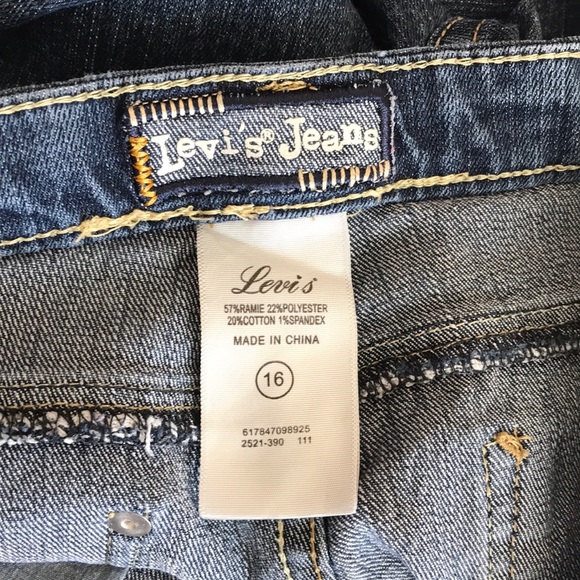 Levi's® Jeans
Levi's
57%RAMIE 22%POLYESTER
20%COTTON 1%SPANDEX
MADE IN CHINA
16
617847098925
2521-390 111